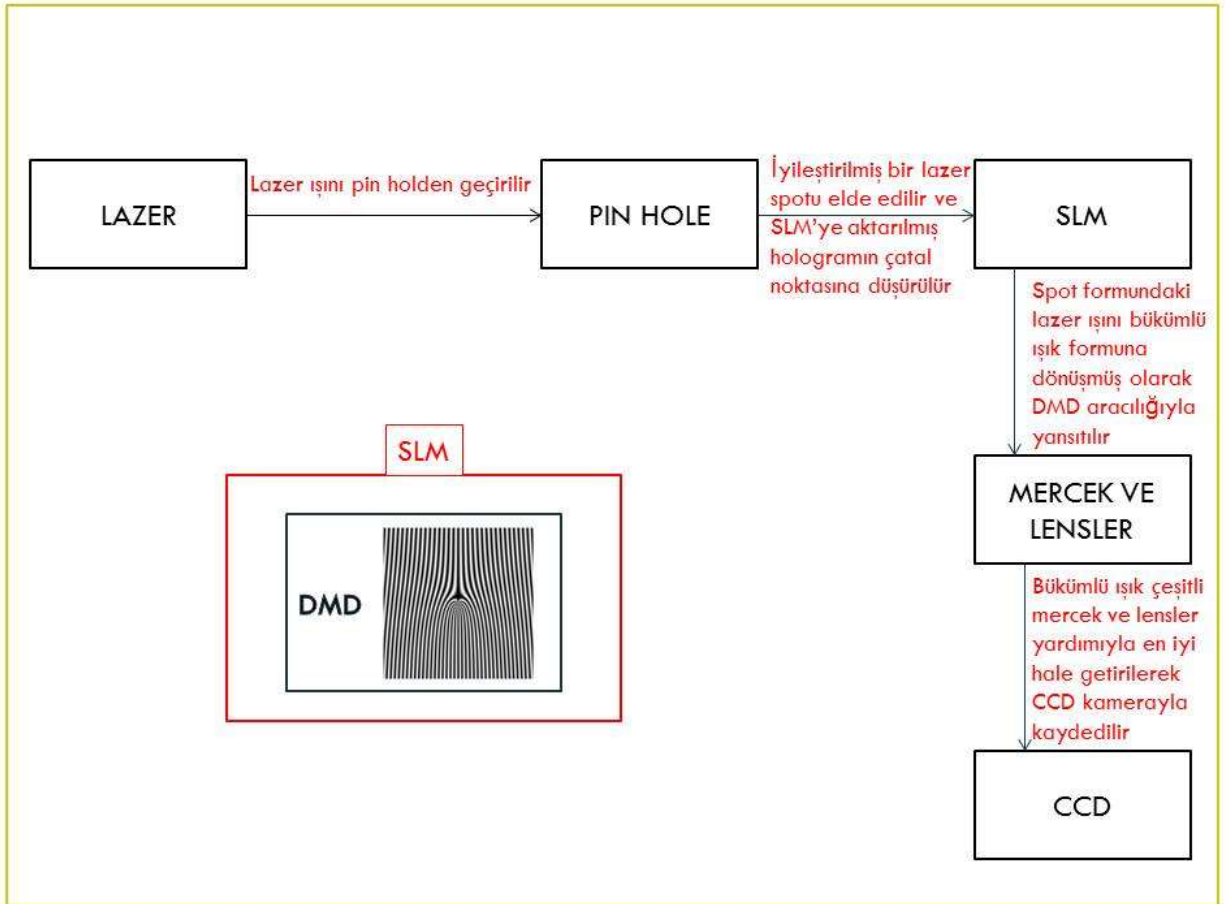 LAZER
Lazer ışını pin holden geçirilir
PIN HOLE
İyileştirilmiş bir lazer
spotu elde edilir ve
SLM'ye aktarılmış
hologramın çatal
noktasına düşürülür
SLM
Spot formundaki
lazer ışını bükümlü
ışık formuna
dönüşmüş olarak
DMD aracılığıyla
yansıtılır
MERCEK VE
LENSLER
Bükümlü ışık çeşitli
mercek ve lensler
yardımıyla en iyi
hale getirilerek
CCD kamerayla
kaydedilir
CCD
SLM
DMD